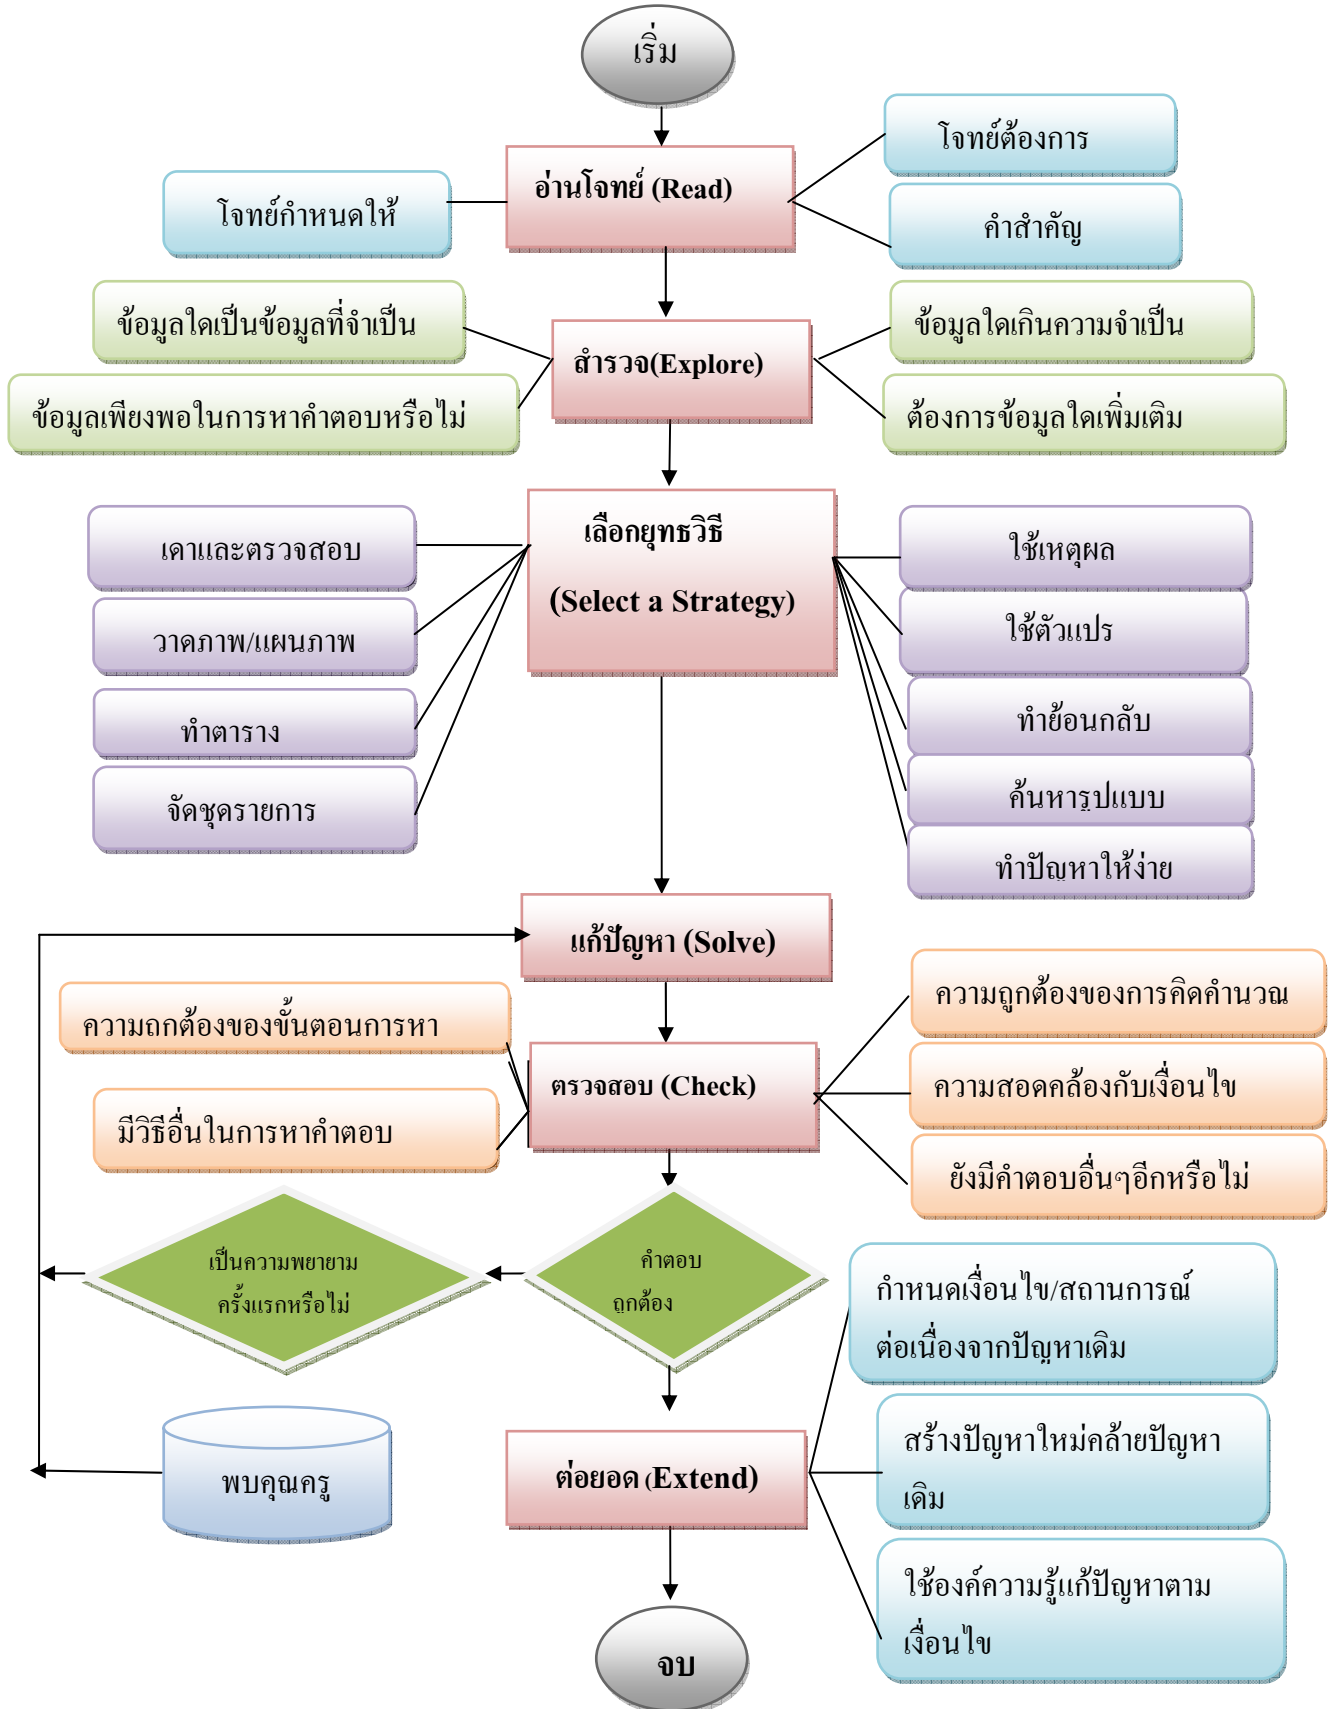 เริ่ม
โจทย์ต้องการ
อ่านโจทย์ (Read)
โจทย์กำหนดให้
คำสำคัญ
ข้อมูลใดเป็นข้อมูลที่จำเป็น
ข้อมูลใดเกินความจำเป็น
สำรวจ(Explore)
ข้อมูลเพียงพอในการหาคำตอบหรือไม่
ต้องการข้อมูลใดเพิ่มเติม
เลือกยุทธวิธี
(Select a Strategy)
เดาและตรวจสอบ
วาดภาพ/แผนภาพ
ทำตาราง
จัดชุดรายการ
ใช้เหตุผล
ใช้ตัวแปร
ทำย้อนกลับ
ค้นหารูปแบบ
ทำปัญหาให้ง่าย
แก้ปัญหา (Solve)
ความถูกต้องของการคิดคำนวณ
ความถูกต้องของขั้นตอนการหา
ตรวจสอบ (Check)
ความสอดคล้องกับเงื่อนไข
มีวิธีอื่นในการหาคำตอบ
ยังมีคำตอบอื่นๆอีกหรือไม่
เป็นความพยายาม
ครั้งแรกหรือไม่
คำตอบ
ถูกต้อง
กำหนดเงื่อนไข/สถานการณ์
ต่อเนื่องจากปัญหาเดิม
พบคุณครู
ต่อยอด (Extend)
สร้างปัญหาใหม่คล้ายปัญหา
เดิม
ใช้องค์ความรู้แก้ปัญหาตาม
เงื่อนไข
จบ